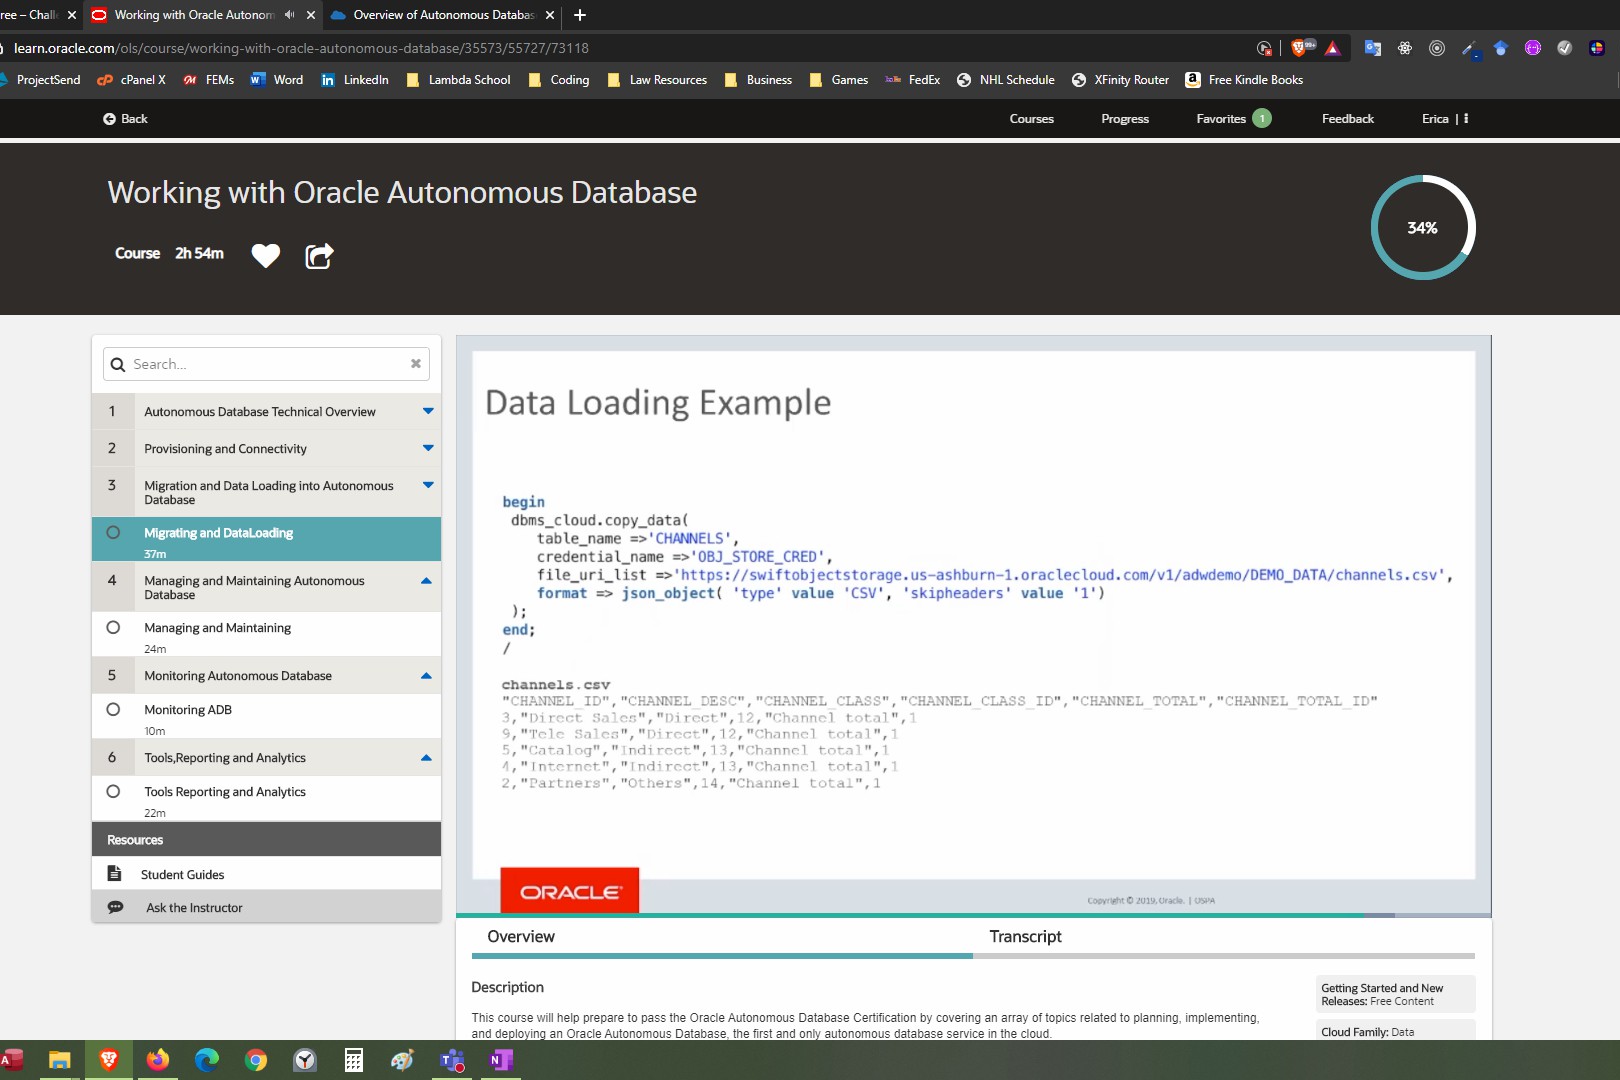 ree – Chall
Working with Oracle Autonom
Overview of Autonomous Databas
learn.oracle.com/ols/course/working-with-oracle-autonomous-database/35573/55727/73118
99+
ProjectSend cPanel X FEMs Word LinkedIn Lambda School Coding Law Resources Business Games FedEx NHL Schedule XFinity Router Free Kindle Books
Back
Courses Progress Favorites 1 Feedback Erica |
Working with Oracle Autonomous Database
Course 2h 54m
34%
Search...
1 Autonomous Database Technical Overview
2 Provisioning and Connectivity
3 Migration and Data Loading into Autonomous
Database
Migrating and DataLoading
37m
4 Managing and Maintaining Autonomous
Database
Managing and Maintaining
24m
5 Monitoring Autonomous Database
Monitoring ADB
10m
6 Tools,Reporting and Analytics
Tools Reporting and Analytics
22m
Resources
Student Guides
Ask the Instructor
Data Loading Example
begin
dbms_cloud.copy_data(
table_name =>'CHANNELS',
credential_name =>'OBJ_STORE_CRED',
file_uri_list =>'https://swiftobjectstorage.us-ashburn-1.oraclecloud.com/v1/adwdemo/DEMO_DATA/channels.csv',
format => json_object( 'type' value 'CSV', 'skipheaders' value '1')
);
end;
/
channels.csv
"CHANNEL_ID","CHANNEL_DESC","CHANNEL_CLASS","CHANNEL_CLASS_ID","CHANNEL_TOTAL","CHANNEL_TOTAL_ID"
3,"Direct Sales","Direct",12,"Channel total",1
9,"Tele Sales","Direct",12,"Channel total",1
5,"Catalog","Indirect",13,"Channel total",1
4,"Internet","Indirect",13,"Channel total",1
2,"Partners","Others",14,"Channel total",1
ORACLE
Copyright © 2019, Oracle. | OSPA
Overview
Transcript
Description
This course will help prepare to pass the Oracle Autonomous Database Certification by covering an array of topics related to planning, implementing,
and deploying an Oracle Autonomous Database, the first and only autonomous database service in the cloud.
Getting Started and New
Releases: Free Content
Cloud Family: Data